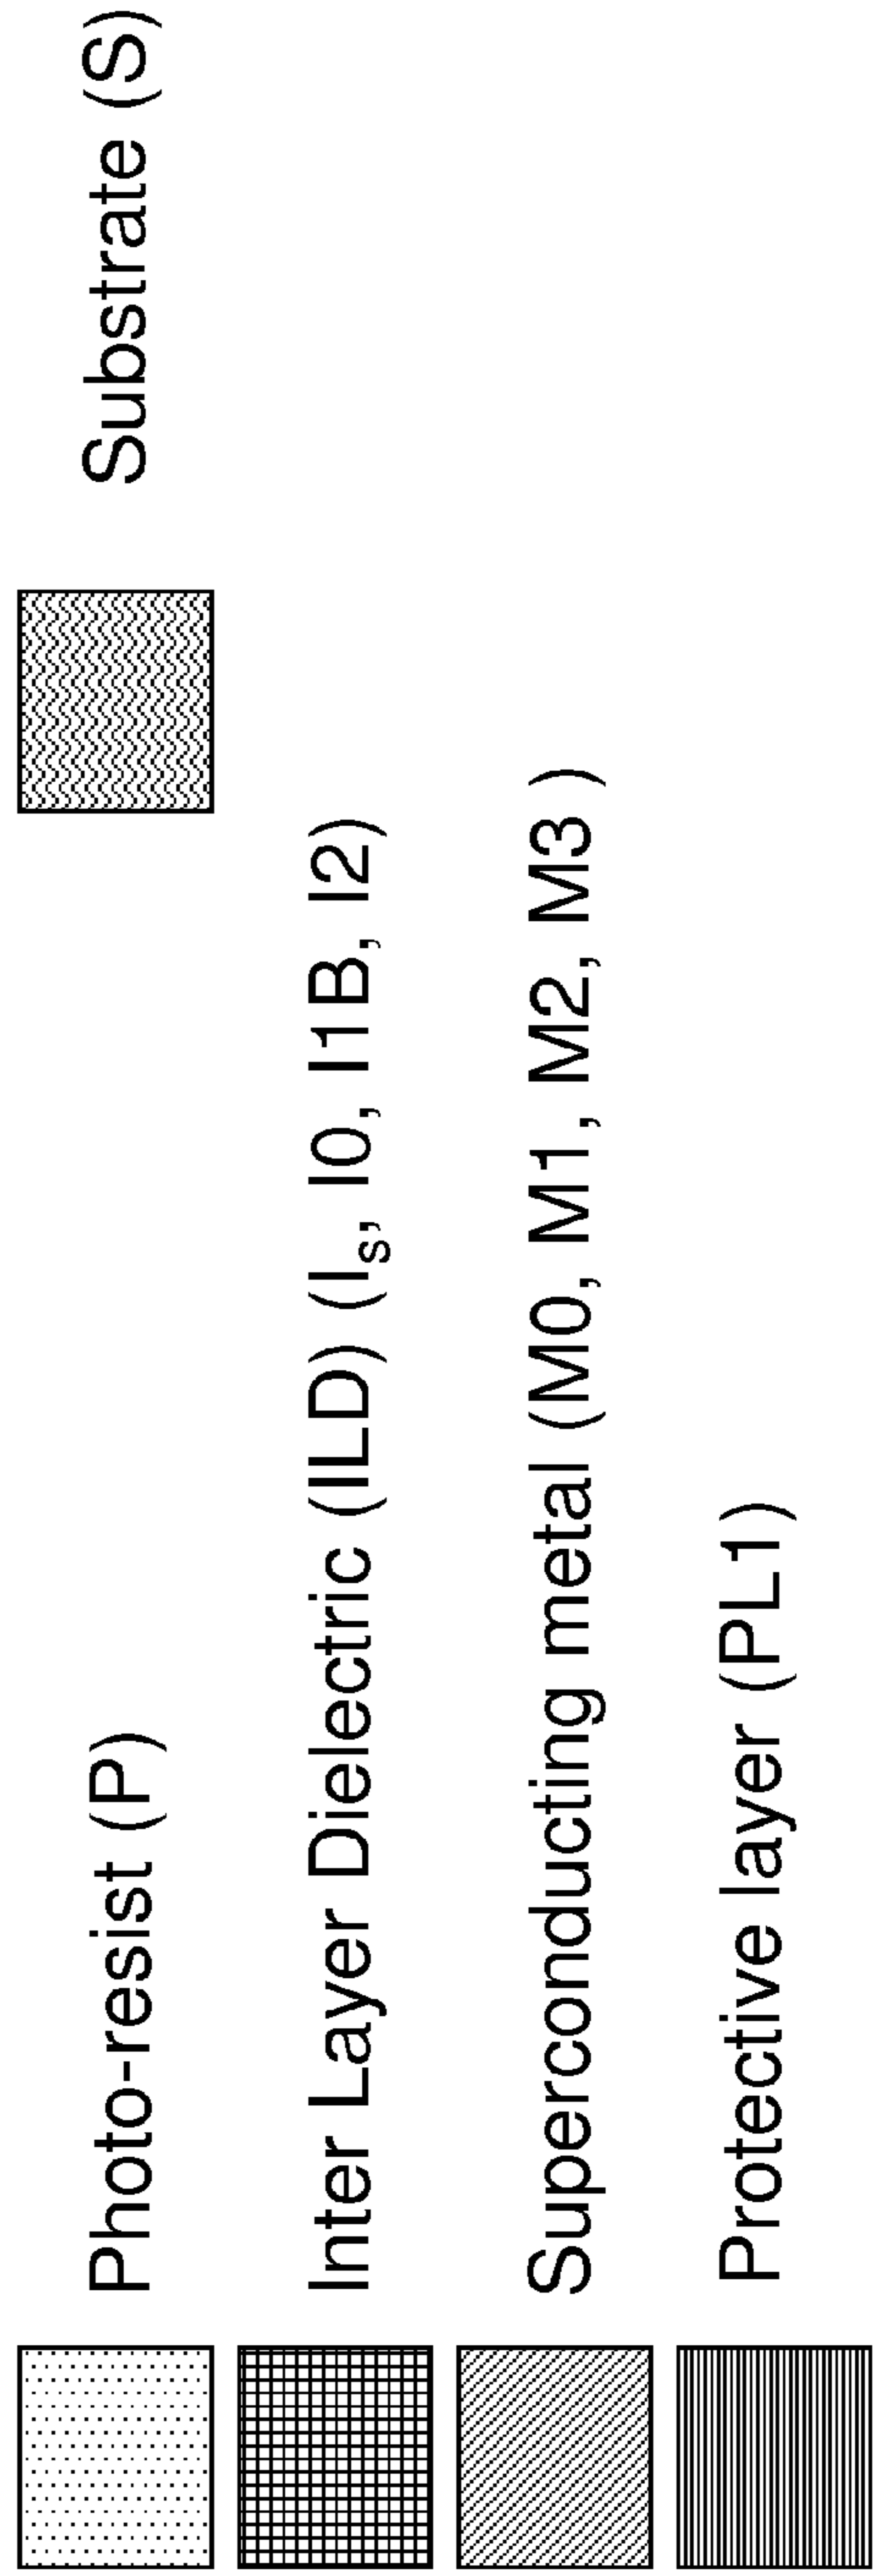 Photo-resist (P)
Substrate (S)
Inter Layer Dielectric (ILD) (Is, I0, I1B, I2)
Superconducting metal (M0, M1, M2, M3 )
Protective layer (PL1)